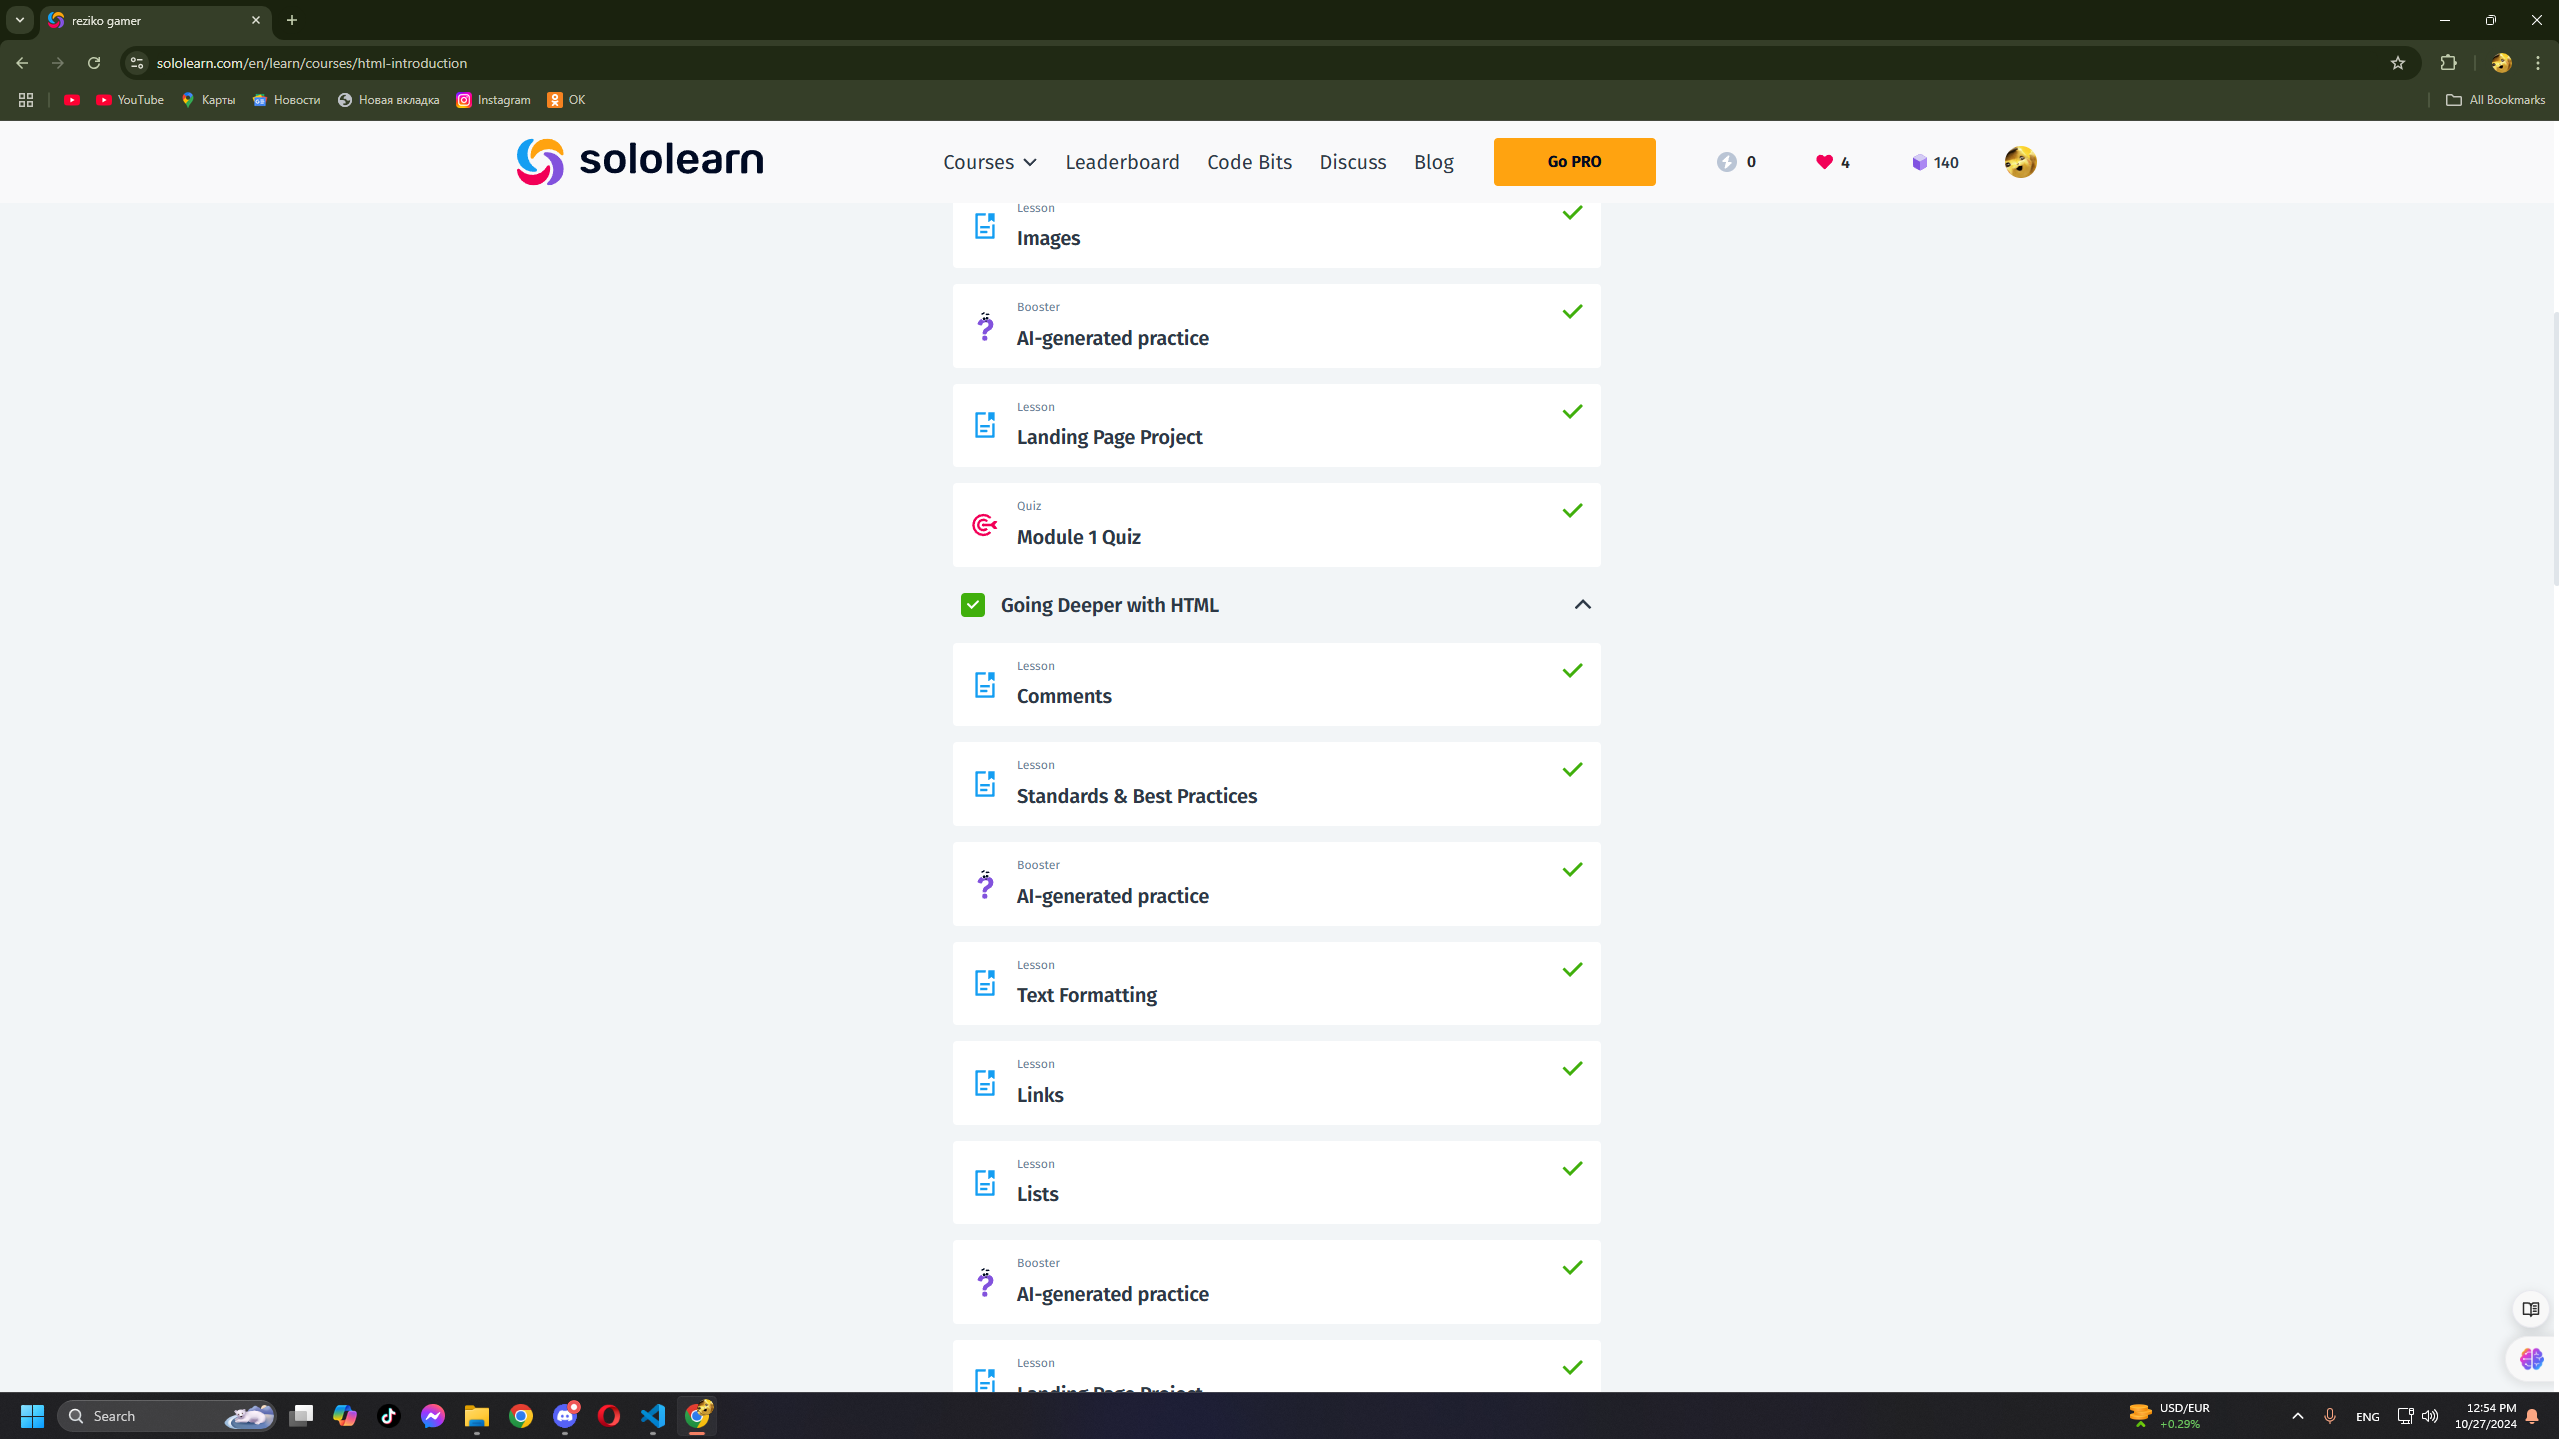 reziko gamer
sololearn.com/en/learn/courses/html-introduction
YouTube
Карты
Новости
Новая вкладка
Instagram
OK
All Bookmarks
sololearn
Courses
Leaderboard
Code Bits
Discuss
Blog
Go PRO
0
4
140
Lesson
Images
Booster
AI-generated practice
Lesson
Landing Page Project
Quiz
Module 1 Quiz
Going Deeper with HTML
Lesson
Comments
Lesson
Standards & Best Practices
Booster
AI-generated practice
Lesson
Text Formatting
Lesson
Links
Lesson
Lists
Booster
AI-generated practice
Lesson
Landing Page Project
Search
USD/EUR
+0.29%
ENG
12:54 PM
10/27/2024